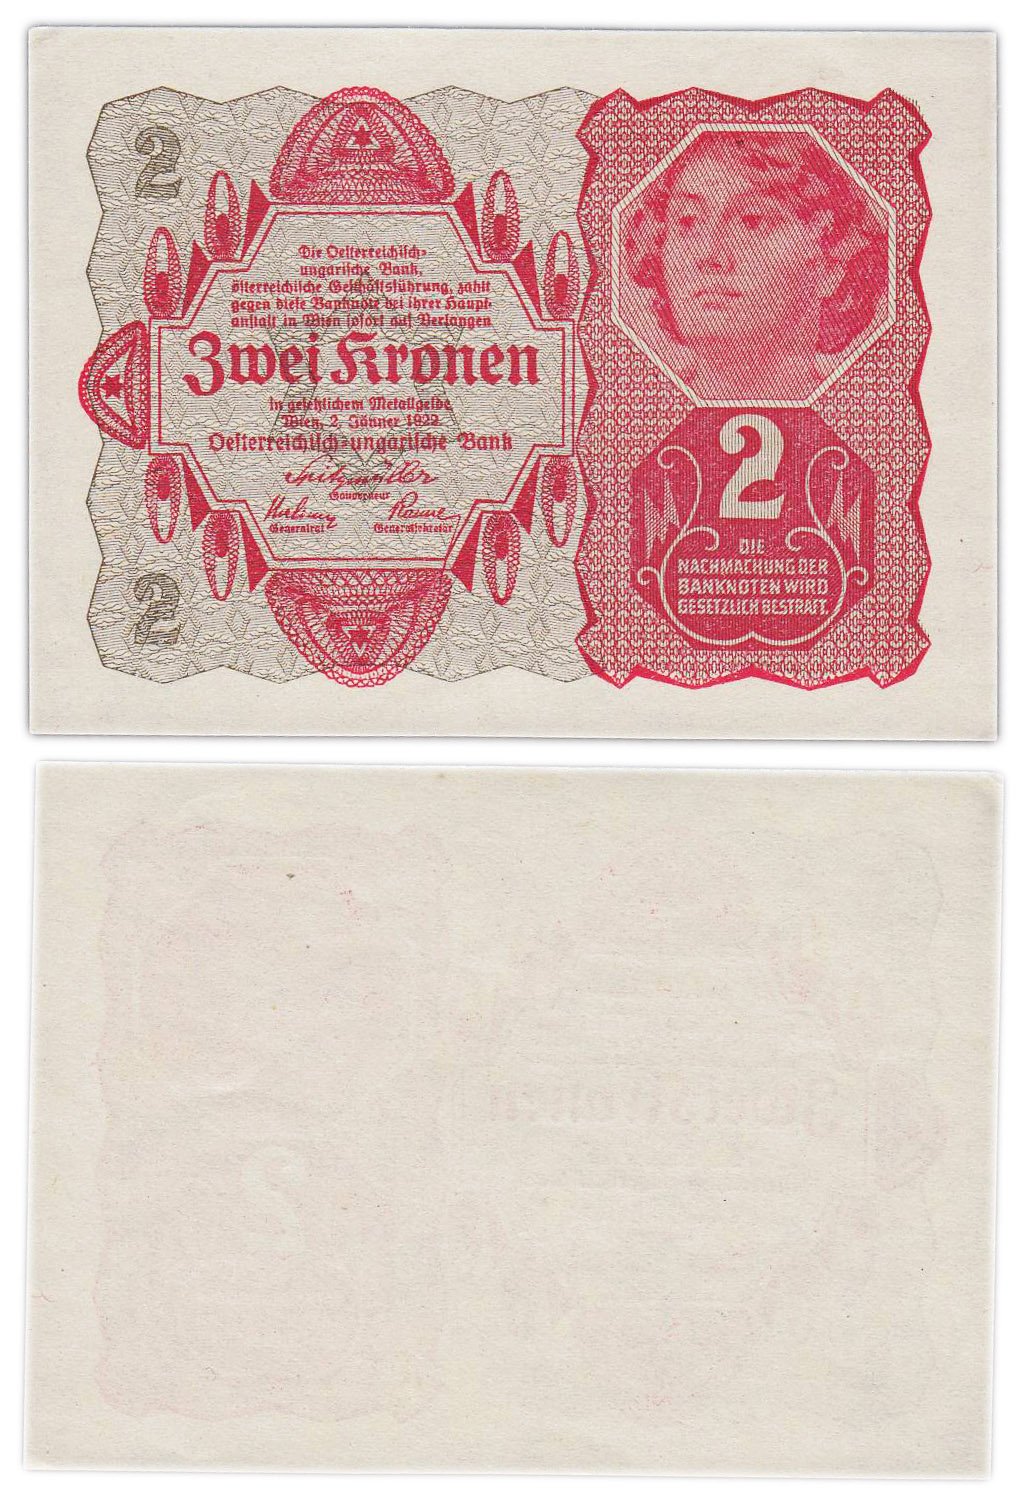 2
Die Oesterreichisch-
ungarische Bank,
österreichische Geschäftsführung, zahlt
gegen diese Banknote bei ihrer Haupt-
anstalt in Wien sofort auf Verlangen
Zwei Kronen
in gesetzlichem Metallgelde.
Wien, 2. Jänner 1922.
Oesterreichisch-ungarische Bank
Spitzmüller
Gouverneur
Generalrat
Generalsekretär
2
2
DIE
NACHMACHUNG DER
BANKNOTEN WIRD
GESETZLICH BESTRAFT.